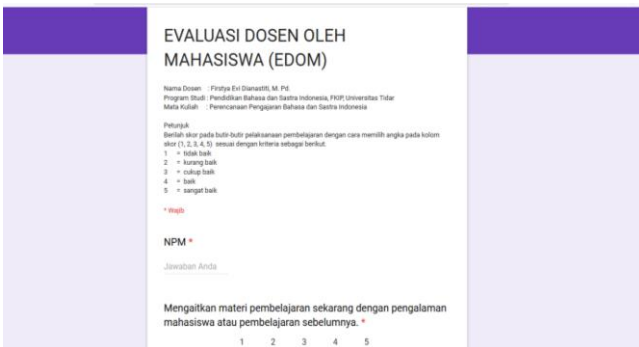 EVALUASI DOSEN OLEH
MAHASISWA (EDOM)
Nama Dosen : Firstya Evi Dianastiti, M. Pd.
Program Studi : Pendidikan Bahasa dan Sastra Indonesia, FKIP, Universitas Tidar
Mata Kuliah : Perencanaan Pengajaran Bahasa dan Sastra Indonesia
Petunjuk
Berilah skor pada butir-butir pelaksanaan pembelajaran dengan cara memilih angka pada kolom
skor (1, 2, 3, 4, 5) sesuai dengan kriteria sebagai berikut.
1 = tidak baik
2 = kurang baik
3 = cukup baik
4 = baik
5 = sangat baik
* Wajib
NPM *
Jawaban Anda
Mengaitkan materi pembelajaran sekarang dengan pengalaman
mahasiswa atau pembelajaran sebelumnya. *
1 2 3 4 5